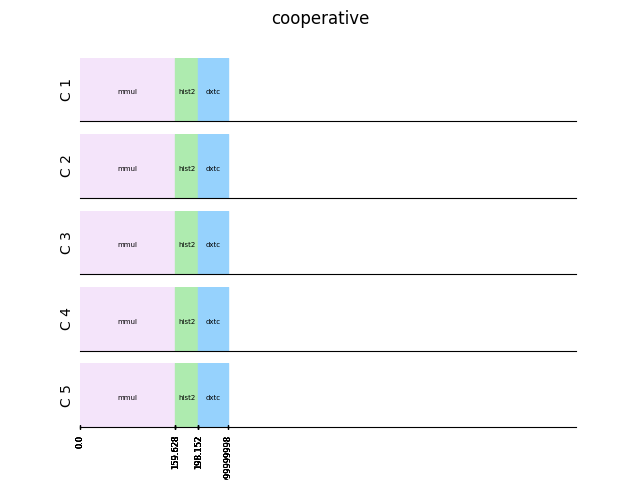 cooperative
C 1
mmul hist2 dxtc
C 2
mmul hist2 dxtc
C 3
mmul hist2 dxtc
C 4
mmul hist2 dxtc
C 5
mmul hist2 dxtc
0.0 159.628 198.152